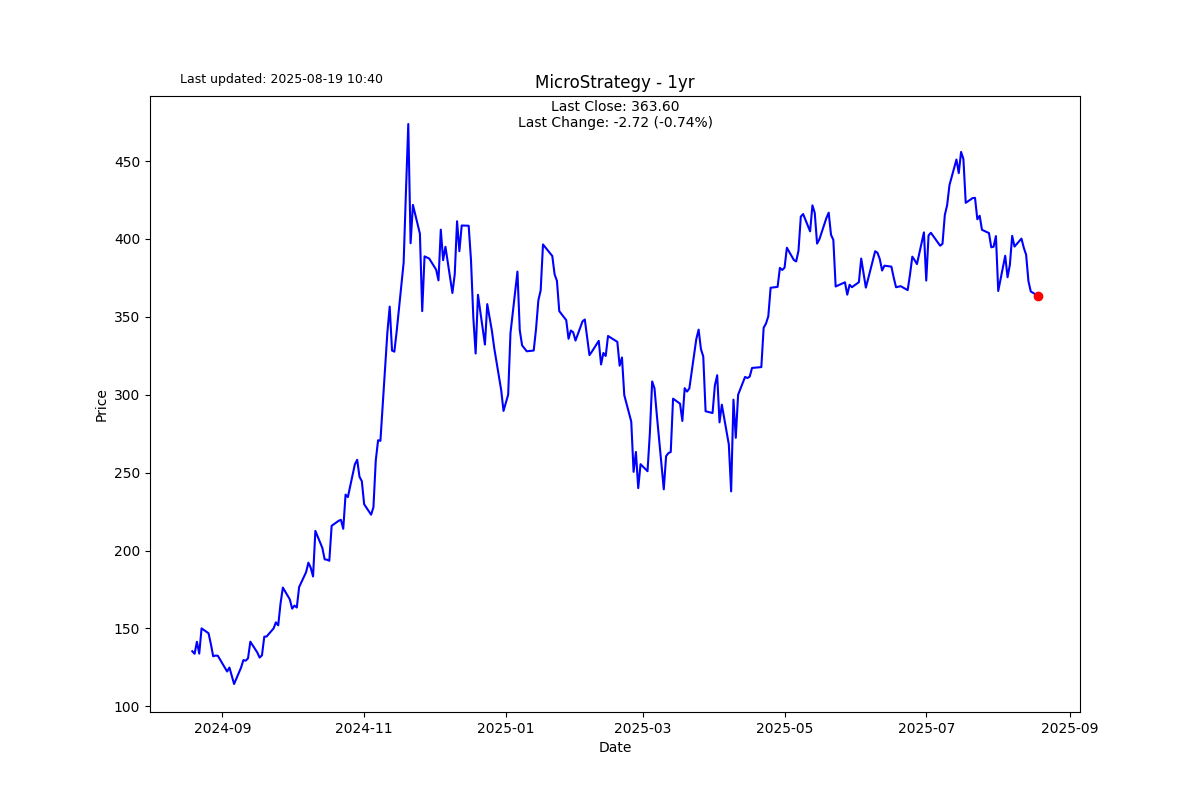 Last updated: 2025-08-19 10:40
MicroStrategy - 1yr
Last Close: 363.60
Last Change: -2.72 (-0.74%)
450
400
350
300
250
200
150
100
Price
2024-09
2024-11
2025-01
2025-03
2025-05
2025-07
2025-09
Date